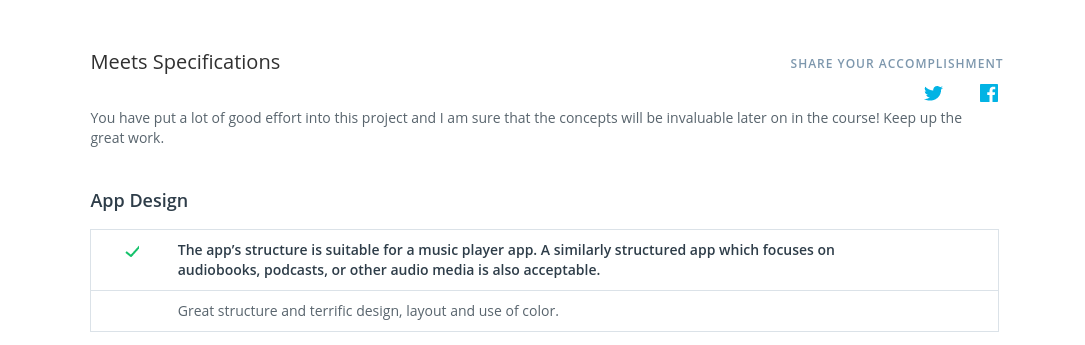 Meets Specifications
SHARE YOUR ACCOMPLISHMENT
You have put a lot of good effort into this project and I am sure that the concepts will be invaluable later on in the course! Keep up the
great work.
App Design
The app’s structure is suitable for a music player app. A similarly structured app which focuses on
audiobooks, podcasts, or other audio media is also acceptable.
Great structure and terrific design, layout and use of color.